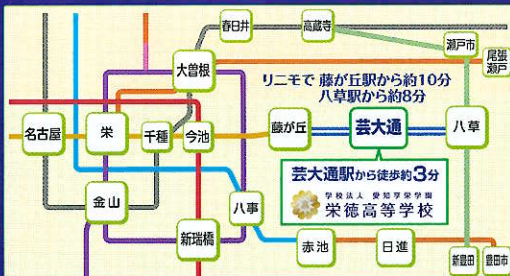 春日井
高蔵寺
瀬戸市
尾張
瀬戸
大曽根
リニモで 藤が丘駅から約10分
八草駅から約8分
名古屋
栄
千種
今池
藤が丘
芸大通
八草
芸大通駅から徒歩約3分
学校法人 愛知享栄学園
栄徳高等学校
金山
八事
新瑞橋
赤池
日進
新豊田
豊田市